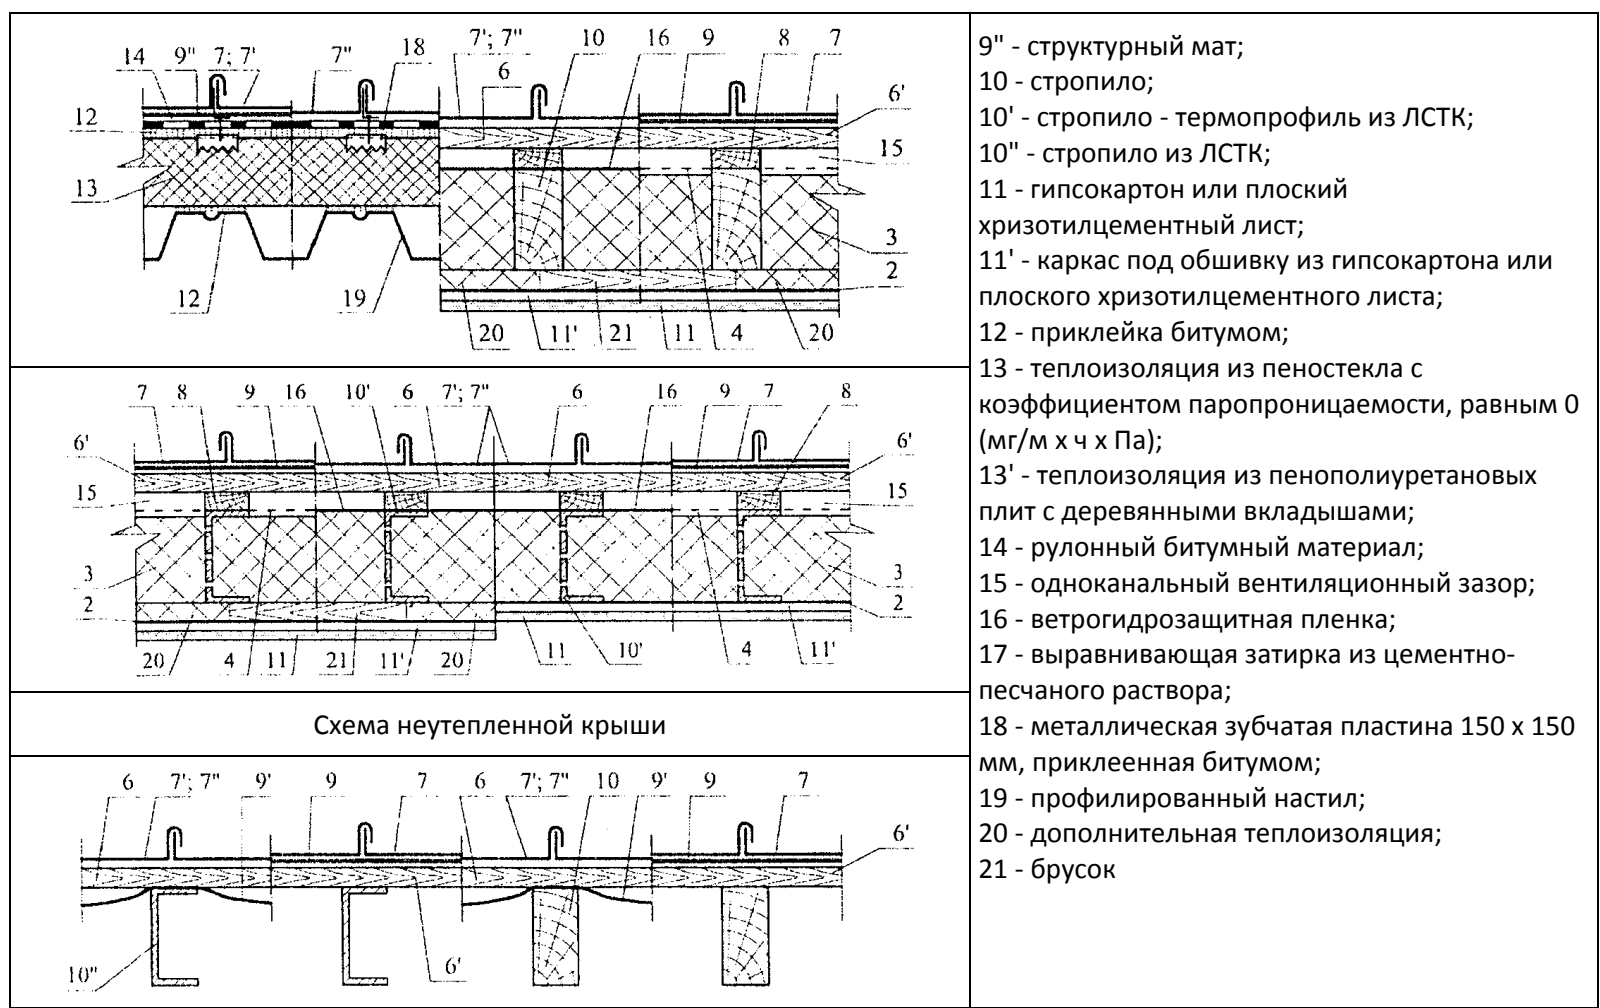 14 9" 7; 7' 7" 18 7'; 7" 10 16 9 8 7
6
6'
12
15
13
3
2
12 19
20 11' 21 11 4 20
7 8 9 16 10' 6 7'; 7" 6 16 9 7 8
6' 6'
15 15
3 3
2 2
20 4 11 21 11' 20 11 10' 4 11'
Схема неутепленной крыши
6 7'; 7" 9' 9 7 6 7'; 7" 10 9' 9 7
6'
10" 6'
9" - структурный мат;
10 - стропило;
10' - стропило - термопрофиль из ЛСТК;
10" - стропило из ЛСТК;
11 - гипсокартон или плоский
хризотилцементный лист;
11' - каркас под обшивку из гипсокартона или
плоского хризотилцементного листа;
12 - приклейка битумом;
13 - теплоизоляция из пеностекла с
коэффициентом паропроницаемости, равным 0
(мг/м х ч х Па);
13' - теплоизоляция из пенополиуретановых
плит с деревянными вкладышами;
14 - рулонный битумный материал;
15 - одноканальный вентиляционный зазор;
16 - ветрогидрозащитная пленка;
17 - выравнивающая затирка из цементно-
песчаного раствора;
18 - металлическая зубчатая пластина 150 х 150
мм, приклеенная битумом;
19 - профилированный настил;
20 - дополнительная теплоизоляция;
21 - брусок